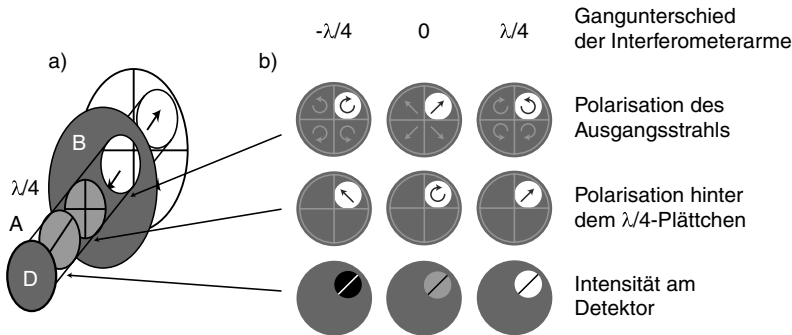 -λ/4 0 λ/4
Gangunterschied
der Interferometerarme
a)
b)
Polarisation des
Ausgangsstrahls
B
λ/4
A
D
Polarisation hinter
dem λ/4-Plättchen
Intensität am
Detektor